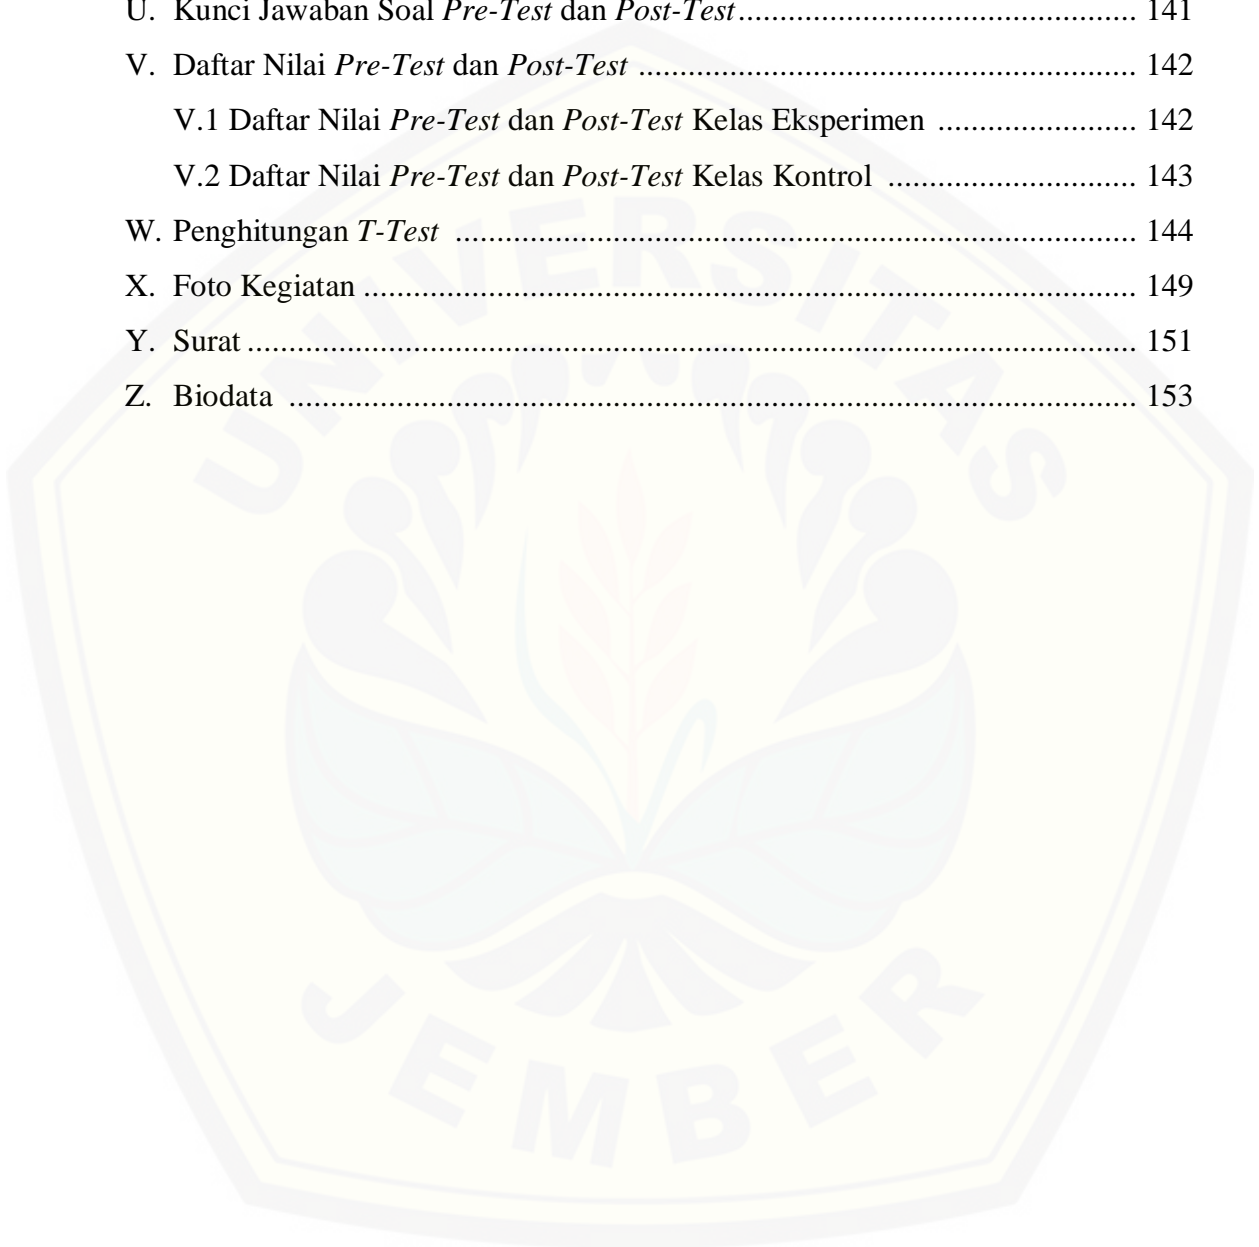 U. Kunci Jawaban Soal Pre-Test dan Post-Test............................................. 141
V. Daftar Nilai Pre-Test dan Post-Test ......................................................... 142
V.1 Daftar Nilai Pre-Test dan Post-Test Kelas Eksperimen ....................... 142
V.2 Daftar Nilai Pre-Test dan Post-Test Kelas Kontrol ............................. 143
W. Penghitungan T-Test .............................................................................. 144
X. Foto Kegiatan ......................................................................................... 149
Y. Surat ....................................................................................................... 151
Z. Biodata .................................................................................................. 153
UNIVERSITAS
JEMBER